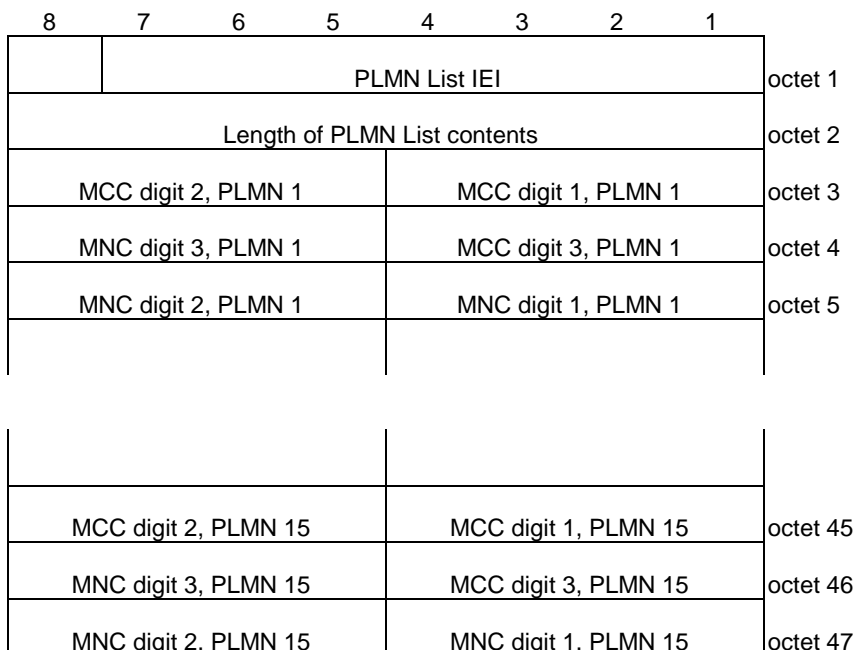 8 7 6 5 4 3 2 1
PLMN List IEI octet 1
Length of PLMN List contents octet 2
MCC digit 2, PLMN 1 MCC digit 1, PLMN 1 octet 3
MNC digit 3, PLMN 1 MCC digit 3, PLMN 1 octet 4
MNC digit 2, PLMN 1 MNC digit 1, PLMN 1 octet 5
MCC digit 2, PLMN 15 MCC digit 1, PLMN 15 octet 45
MNC digit 3, PLMN 15 MCC digit 3, PLMN 15 octet 46
MNC digit 2, PLMN 15 MNC digit 1, PLMN 15 octet 47